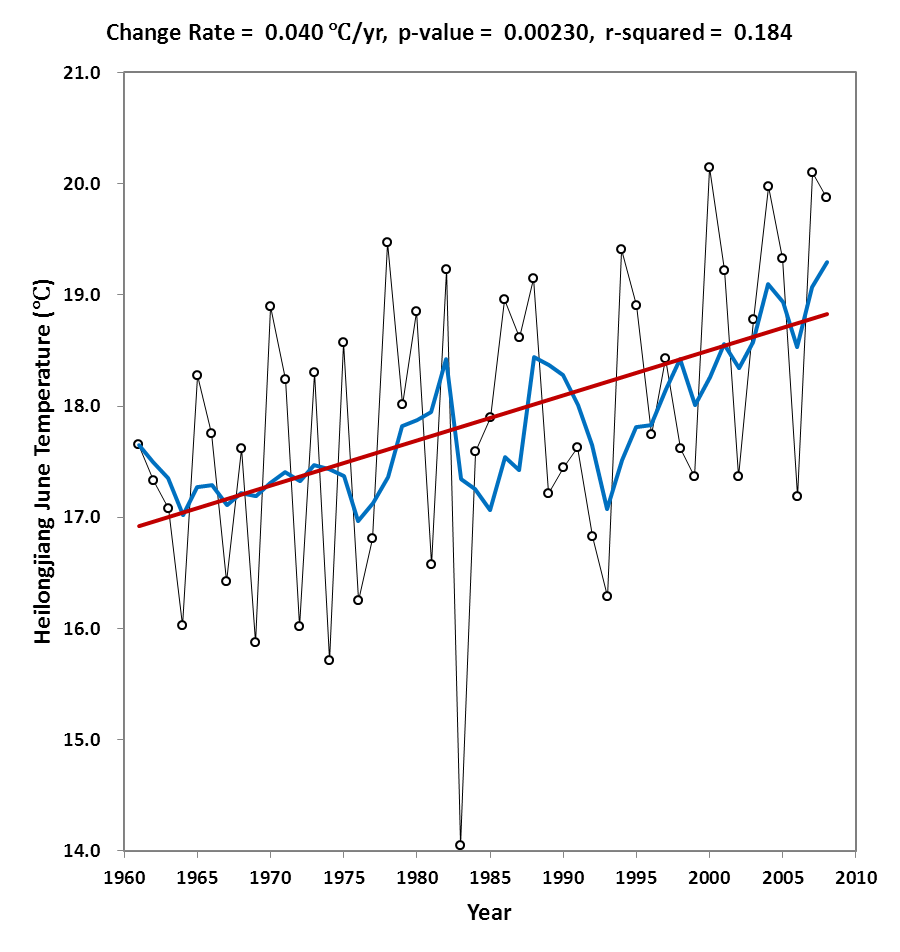 Change Rate = 0.040 ℃/yr, p-value = 0.00230, r-squared = 0.184
21.0
20.0
19.0
18.0
17.0
16.0
15.0
14.0
Heilongjiang June Temperature (℃)
1960 1965 1970 1975 1980 1985 1990 1995 2000 2005 2010
Year